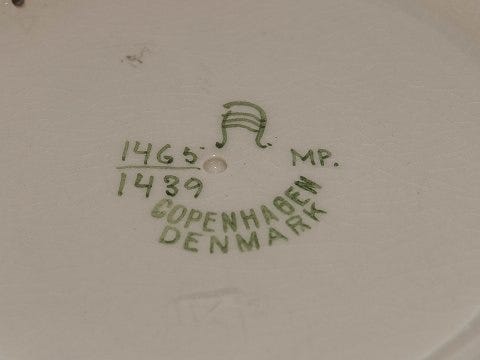 1465
1439
MP.
COPENHAGEN
DENMARK